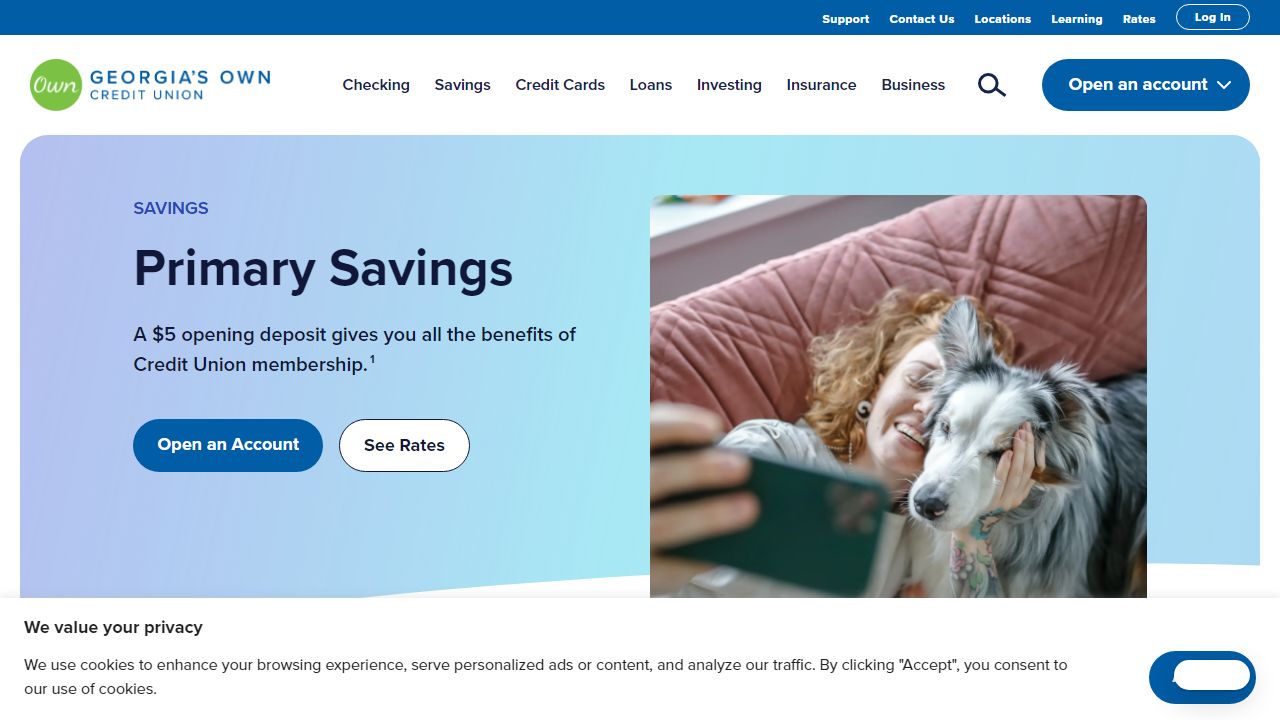 Support Contact Us Locations Learning Rates Log In
Own GEORGIA'S OWN
CREDIT UNION
Checking Savings Credit Cards Loans Investing Insurance Business Open an account
SAVINGS
Primary Savings
A $5 opening deposit gives you all the benefits of
Credit Union membership.¹
Open an Account See Rates
We value your privacy
We use cookies to enhance your browsing experience, serve personalized ads or content, and analyze our traffic. By clicking "Accept", you consent to
our use of cookies.